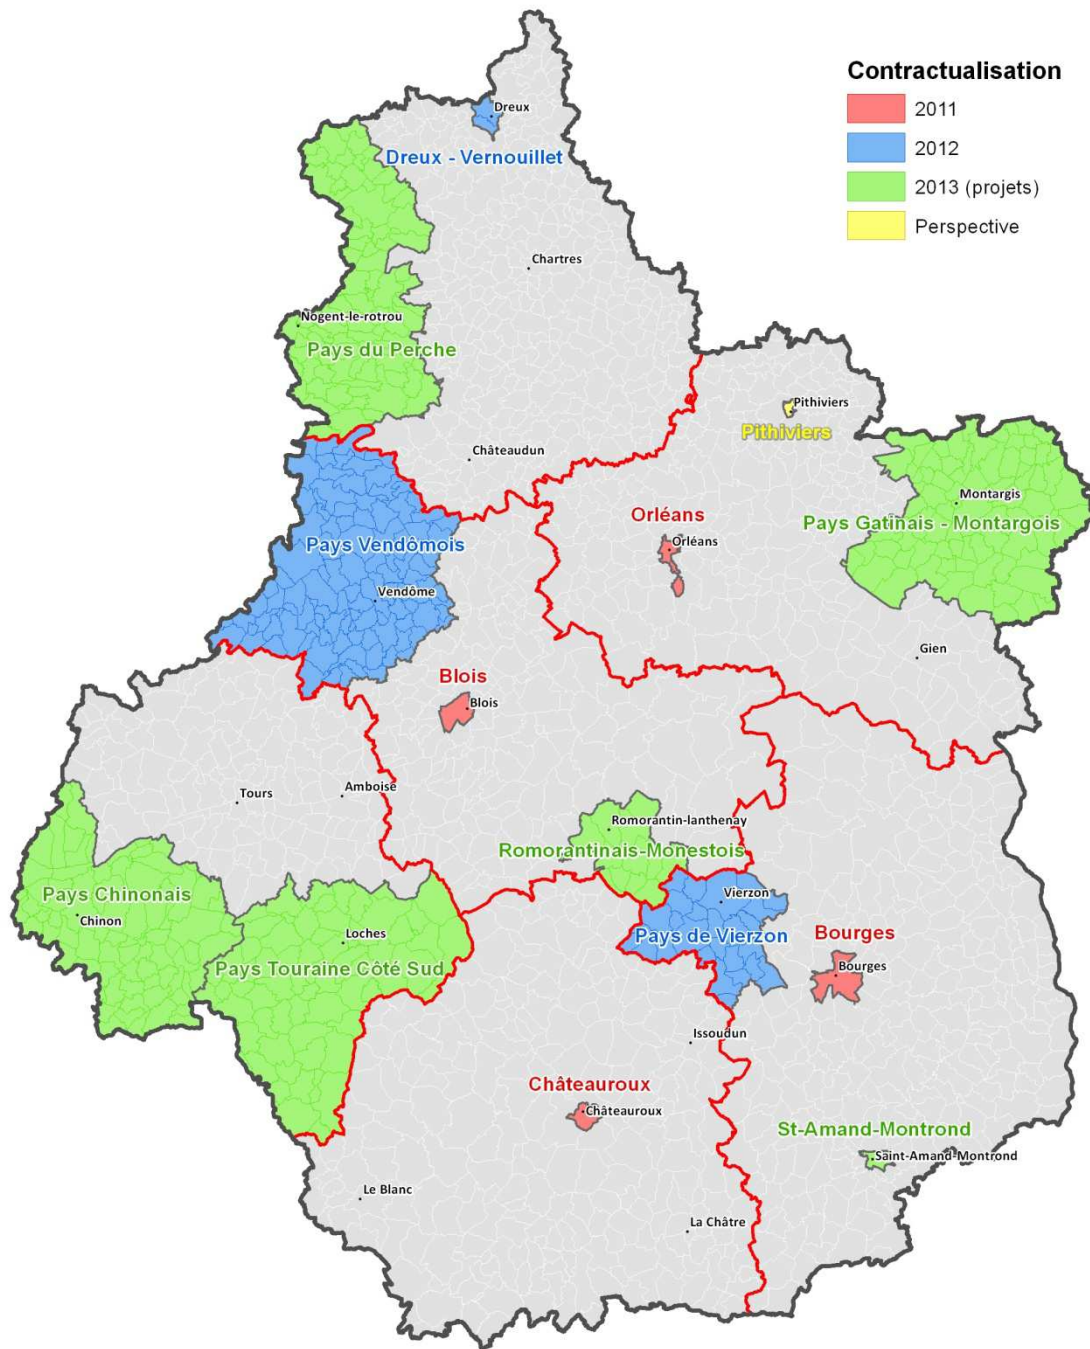 Contractualisation
2011
2012
2013 (projets)
Perspective
Dreux
Dreux - Vernouillet
Chartres
Nogent-le-rotrou
Pays du Perche
Pithiviers
Pithiviers
Châteaudun
Montargis
Pays Gatinais - Montargois
Orléans
Orléans
Pays Vendômois
Vendôme
Gien
Blois
Blois
Tours
Amboise
Romorantin-lanthenay
Romorantinais-Monestois
Pays Chinonais
Chinon
Vierzon
Pays de Vierzon
Bourges
Bourges
Loches
Pays Touraine Côté Sud
Issoudun
Châteauroux
Châteauroux
St-Amand-Montrond
Saint-Amand-Montrond
Le Blanc
La Châtre